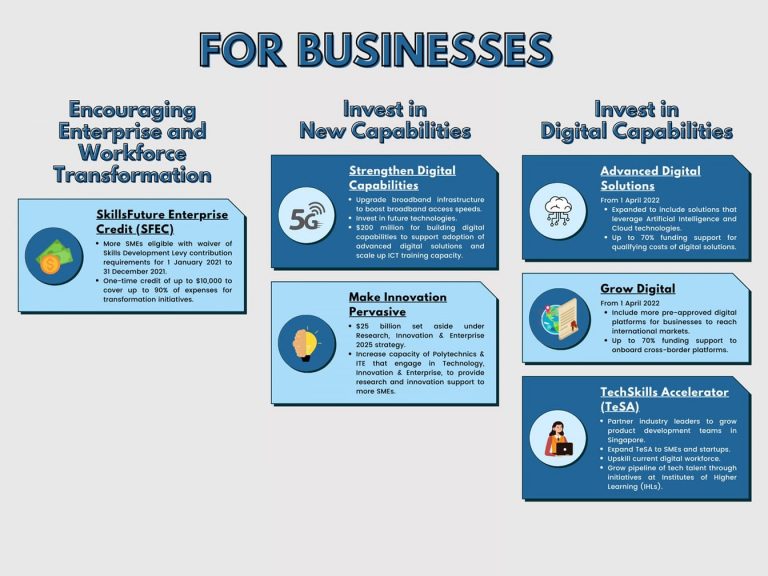 FOR BUSINESSES
Encouraging
Enterprise and
Workforce
Transformation
SkillsFuture Enterprise
Credit (SFEC)
• More SMEs eligible with waiver of
Skills Development Levy contribution
requirements for 1 January 2021 to
31 December 2021.
• One-time credit of up to $10,000 to
cover up to 90% of expenses for
transformation initiatives.
Invest in
New Capabilities
5G
Strengthen Digital
Capabilities
• Upgrade broadband infrastructure
to boost broadband access speeds.
• Invest in future technologies.
• $200 million for building digital
capabilities to support adoption of
advanced digital solutions and
scale up ICT training capacity.
Make Innovation
Pervasive
• $25 billion set aside under
Research, Innovation & Enterprise
2025 strategy.
• Increase capacity of Polytechnics &
ITE that engage in Technology,
Innovation & Enterprise, to provide
research and innovation support to
more SMEs.
Invest in
Digital Capabilities
Advanced Digital
Solutions
From 1 April 2022
• Expanded to include solutions that
leverage Artificial Intelligence and
Cloud technologies.
• Up to 70% funding support for
qualifying costs of digital solutions.
Grow Digital
From 1 April 2022
• Include more pre-approved digital
platforms for businesses to reach
international markets.
• Up to 70% funding support to
onboard cross-border platforms.
TechSkills Accelerator
(TeSA)
• Partner industry leaders to grow
product development teams in
Singapore.
• Expand TeSA to SMEs and startups.
• Upskill current digital workforce.
• Grow pipeline of tech talent through
initiatives at Institutes of Higher
Learning (IHLs).